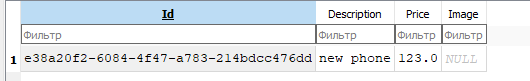 Id Description Price Image
Фильтр Фильтр Фильтр Фильтр
1 e38a20f2-6084-4f47-a783-214bdcc476dd new phone 123.0 NULL